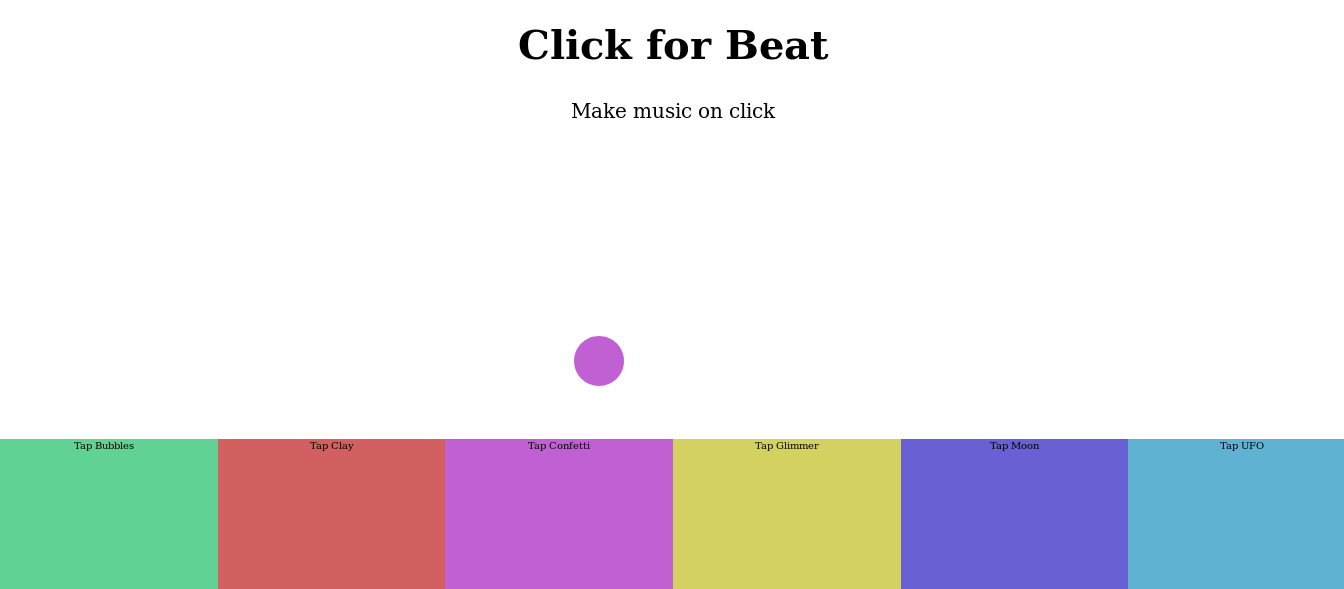 Click for Beat
Make music on click
Tap Bubbles
Tap Clay
Tap Confetti
Tap Glimmer
Tap Moon
Tap UFO